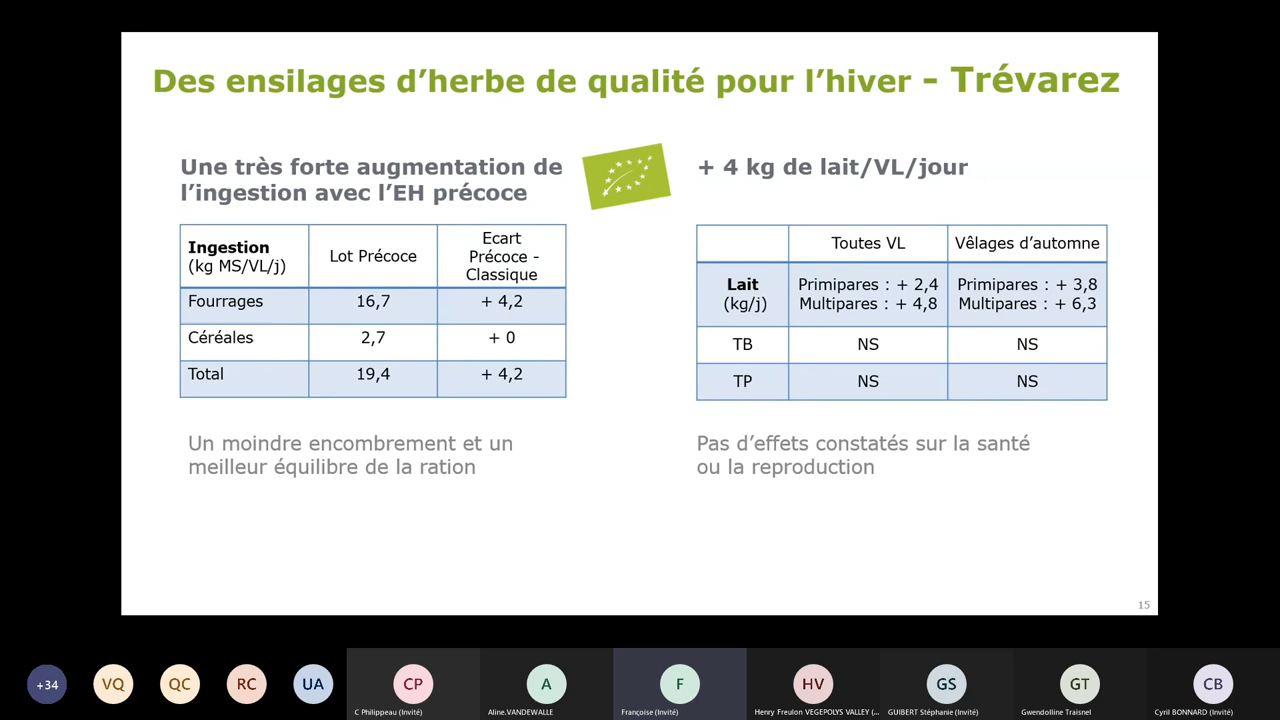 Des ensilages d’herbe de qualité pour l’hiver - Trévarez
Une très forte augmentation de
l’ingestion avec l’EH précoce
Ingestion
(kg MS/VL/j)
Lot Précoce
Ecart
Précoce -
Classique
Fourrages
16,7
+ 4,2
Céréales
2,7
+ 0
Total
19,4
+ 4,2
Un moindre encombrement et un
meilleur équilibre de la ration
+ 4 kg de lait/VL/jour
Toutes VL
Vêlages d’automne
Lait
(kg/j)
Primipares : + 2,4
Multipares : + 4,8
Primipares : + 3,8
Multipares : + 6,3
TB
NS
NS
TP
NS
NS
Pas d’effets constatés sur la santé
ou la reproduction
15
+34
VQ
QC
RC
UA
CP
C Philippeau (Invité)
A
Aline.VANDEWALLE
F
Françoise (Invité)
HV
Henry Freulon VEGEPOLYS VALLEY (...
GS
GUIBERT Stéphanie (Invité)
GT
Gwendolline Traisnel
CB
Cyril BONNARD (Invité)